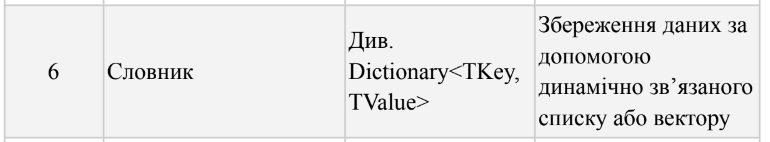 6
Словник
Див.
Dictionary<TKey,
TValue>
Збереження даних за
допомогою
динамічно зв’язаного
списку або вектору